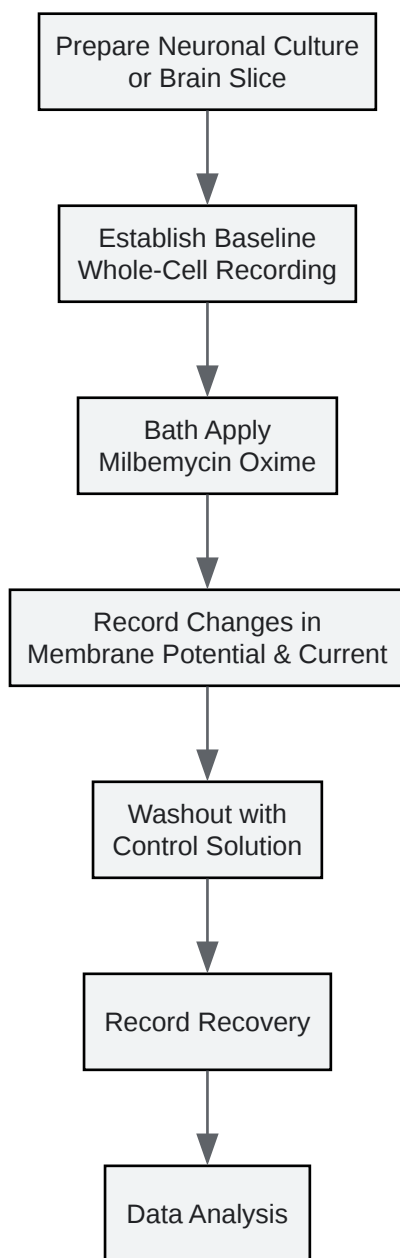 Prepare Neuronal Culture
or Brain Slice
Establish Baseline
Whole-Cell Recording
Bath Apply
Milbemycin Oxime
Record Changes in
Membrane Potential & Current
Washout with
Control Solution
Record Recovery
Data Analysis